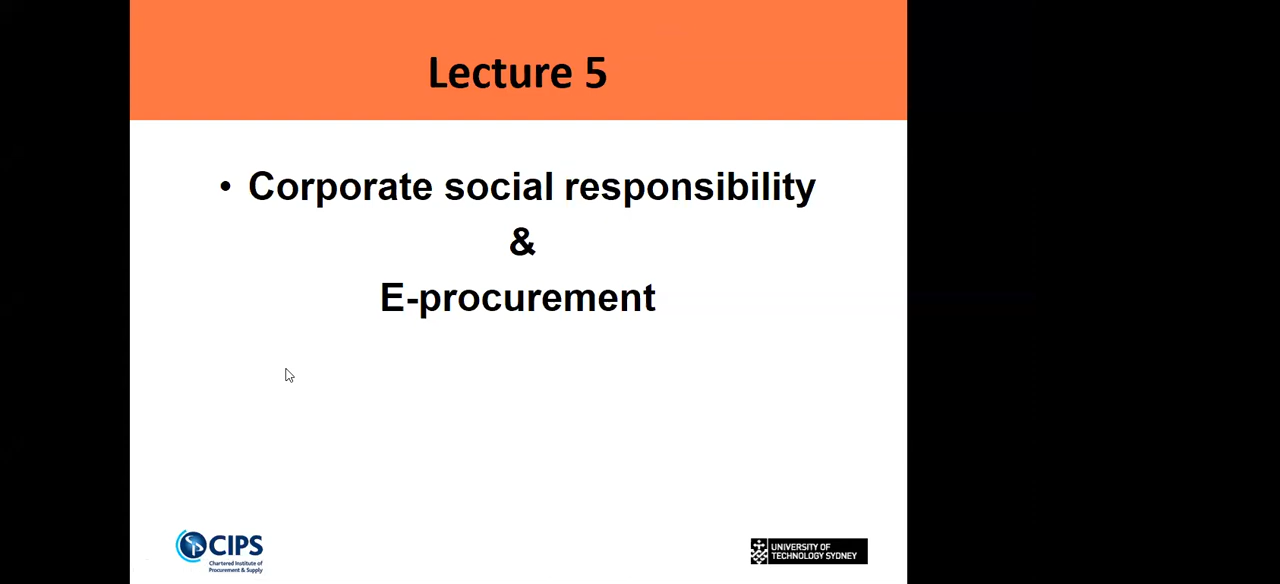 Lecture 5
• Corporate social responsibility
&
E-procurement
CIPS
Chartered Institute of
Procurement & Supply
UNIVERSITY OF
TECHNOLOGY SYDNEY